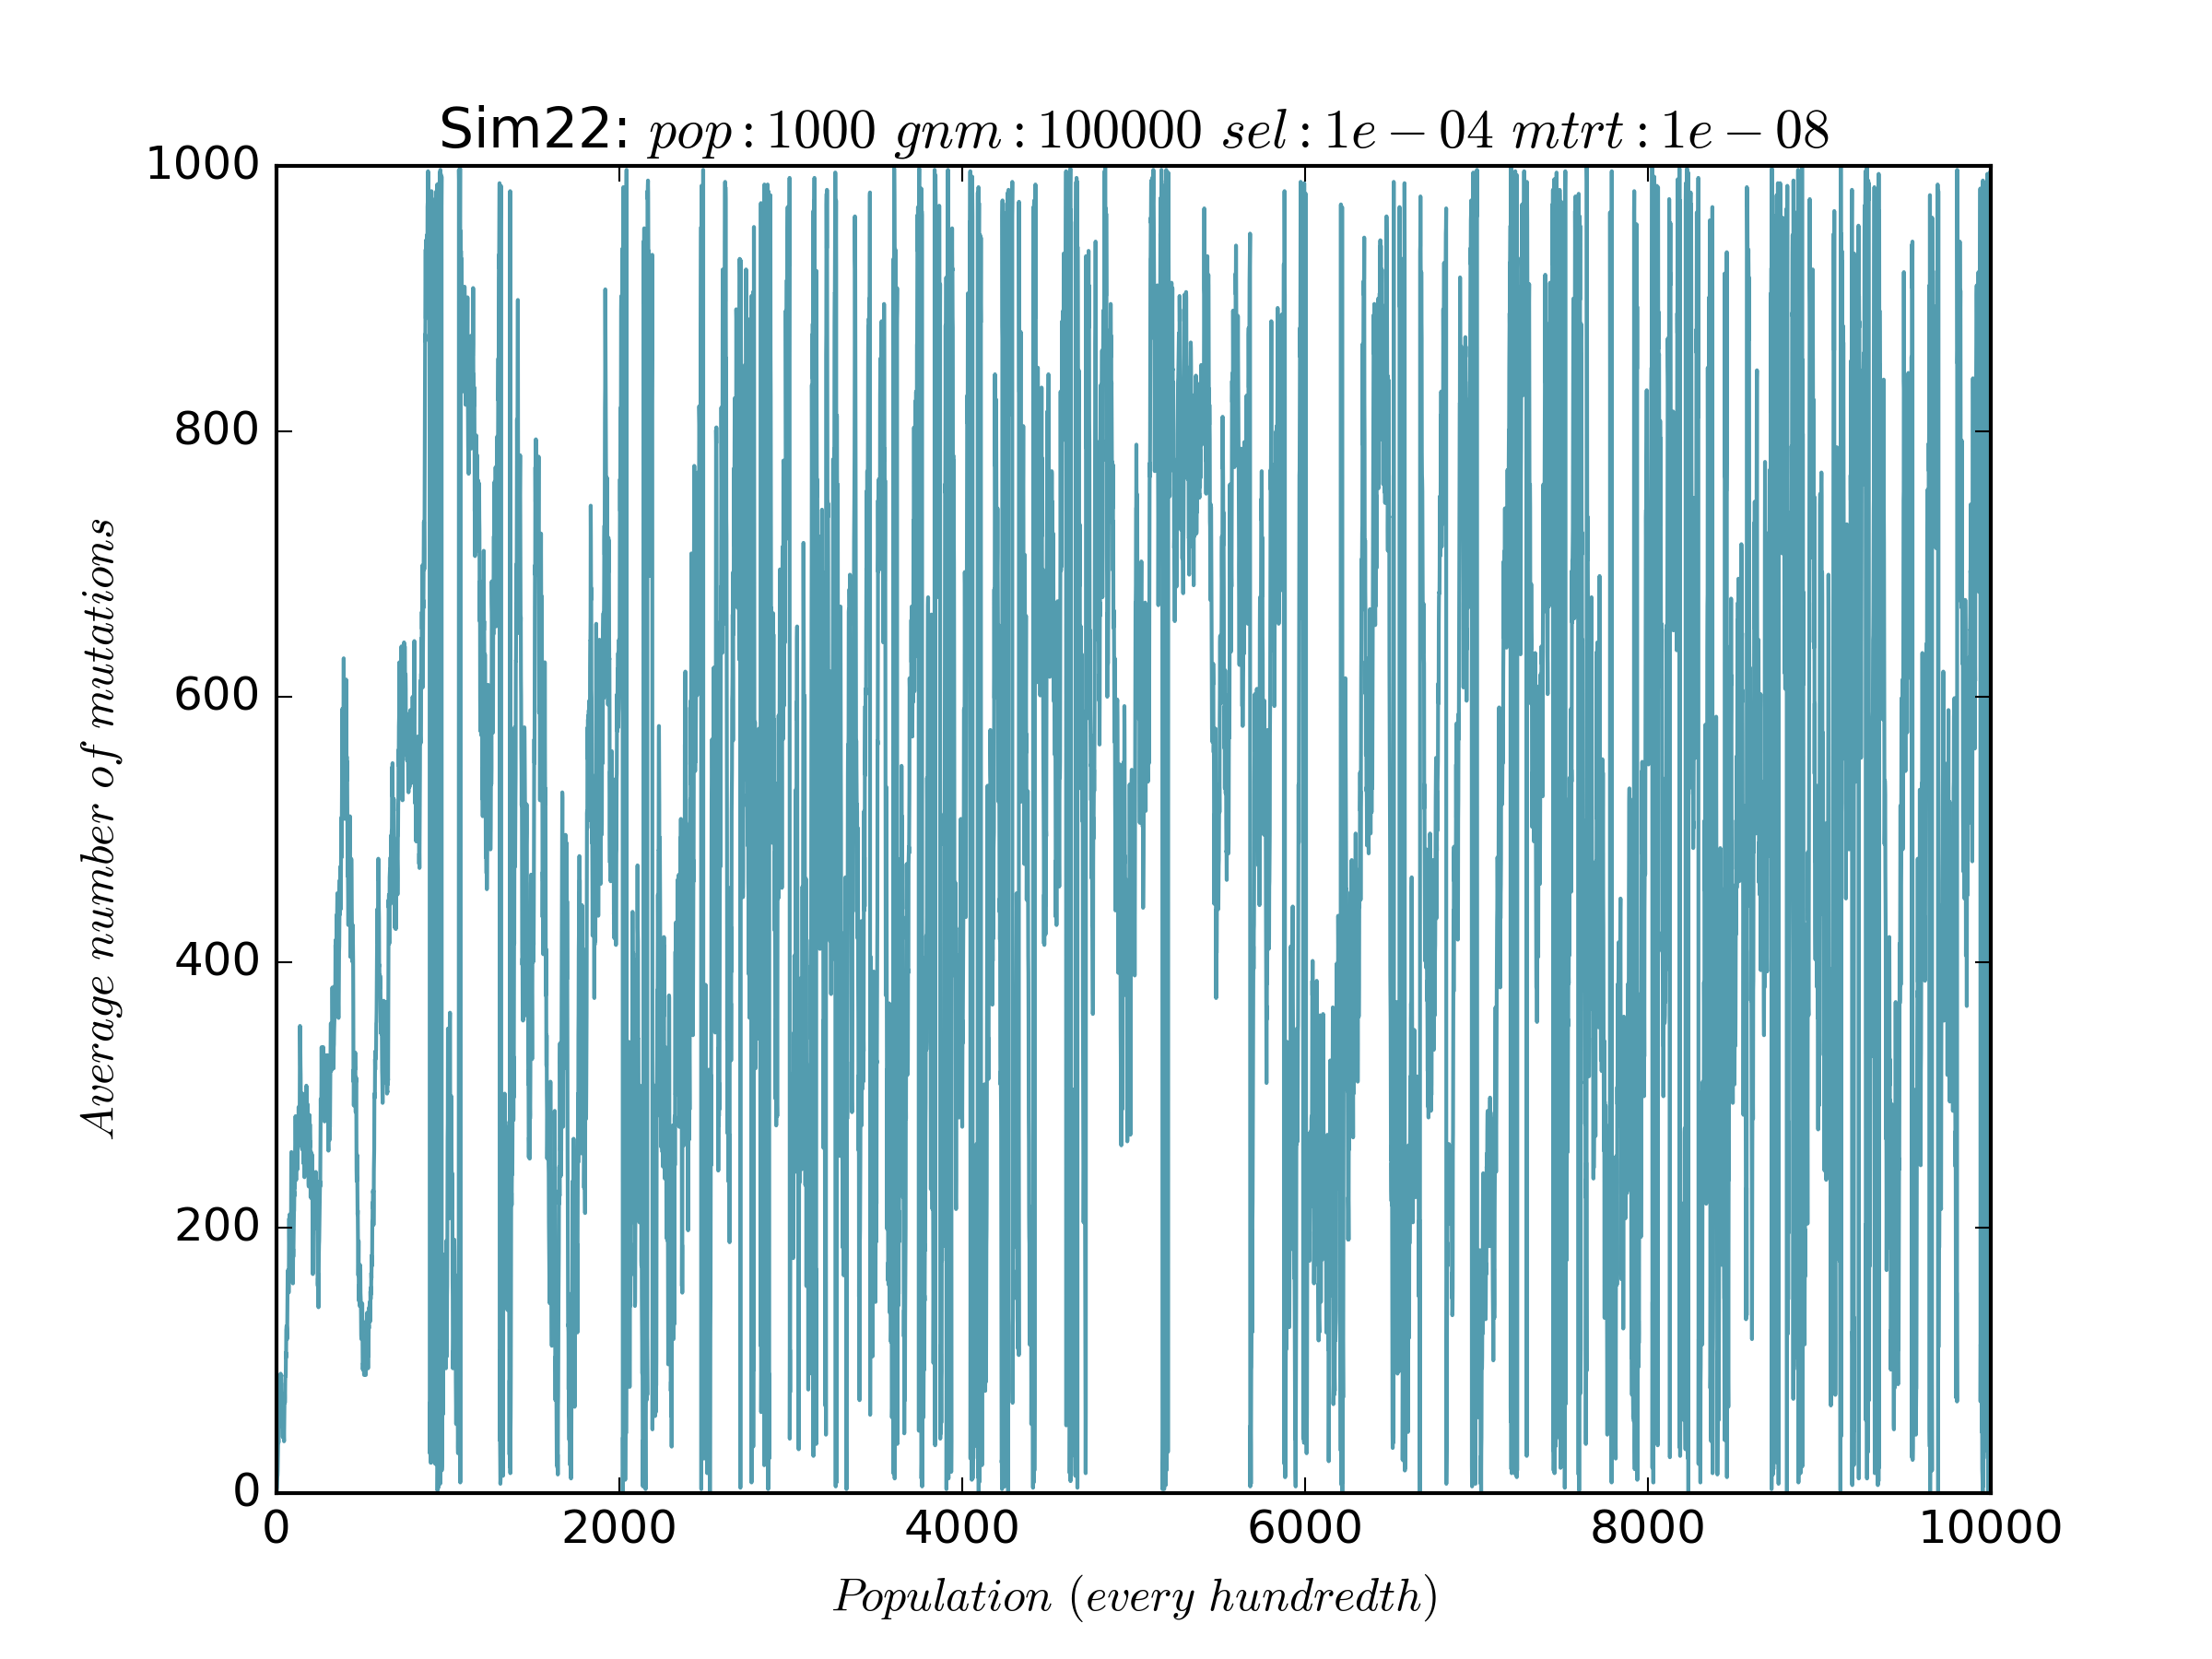 Sim22: pop : 1000 gnm : 100000 sel : 1e − 04 mtrt : 1e − 08
1000
800
600
400
200
0
Average number of mutations
0 2000 4000 6000 8000 10000
Population (every hundredth)